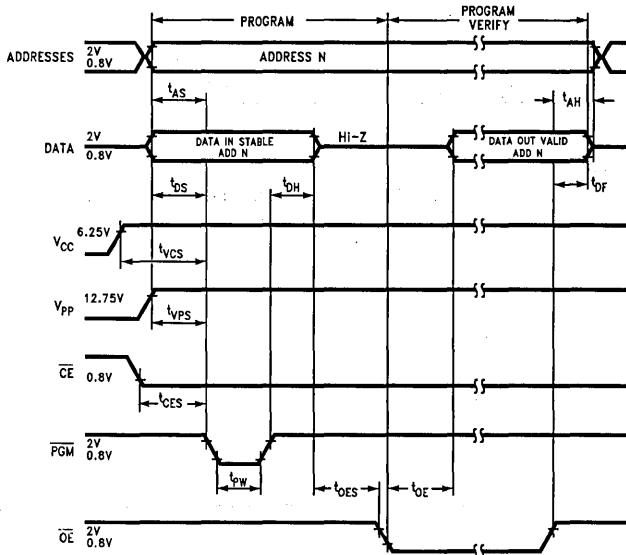 PROGRAM
PROGRAM
VERIFY
ADDRESSES
2V
0.8V
ADDRESS N
tAS
tAH
DATA
2V
0.8V
DATA IN STABLE
ADD N
Hi-Z
DATA OUT VALID
ADD N
tDS
tDH
tDF
VCC
6.25V
tVCS
VPP
12.75V
tVPS
CE
0.8V
tCES
PGM
2V
0.8V
tPW
tOES
tOE
OE
2V
0.8V